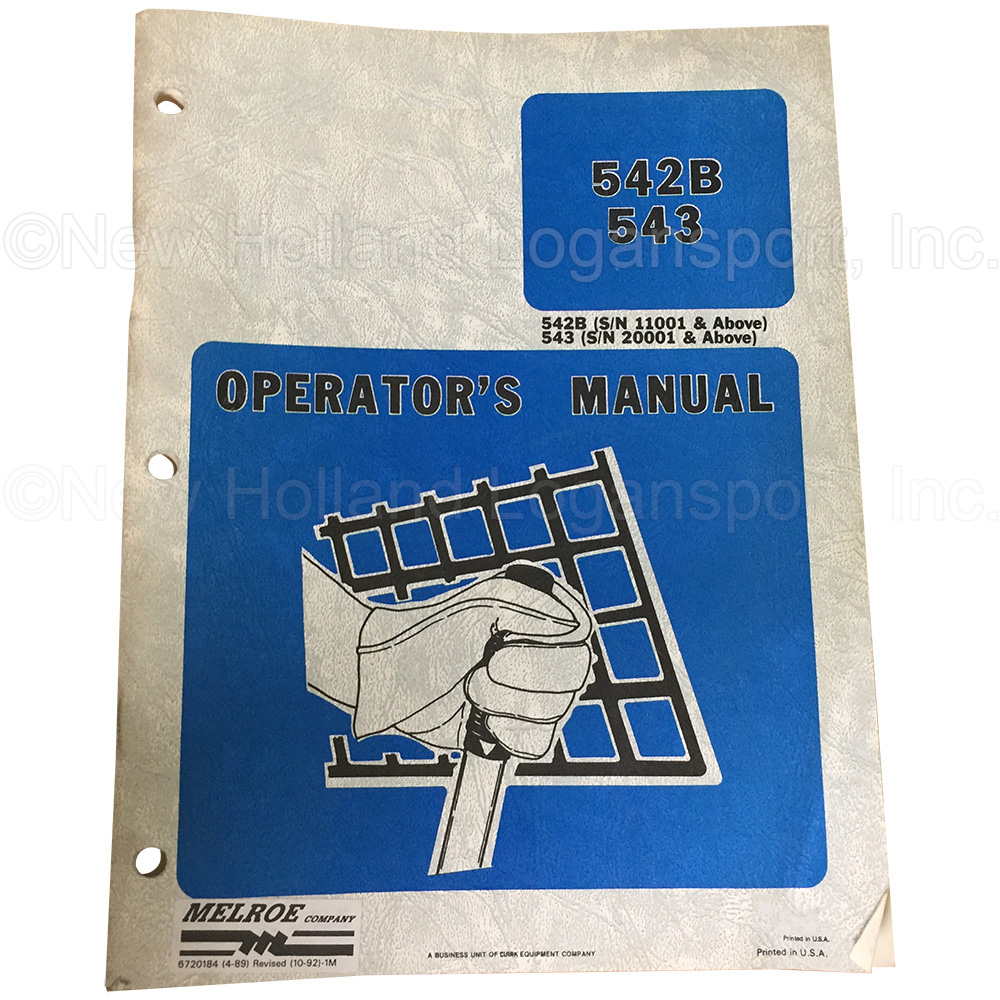 542B
543
542B (S/N 11001 & Above)
543 (S/N 20001 & Above)
OPERATOR'S MANUAL
MELROE COMPANY
6720184 (4-89) Revised (10-92)-1M
A BUSINESS UNIT OF CLARK EQUIPMENT COMPANY
Printed in U.S.A.
Printed in U.S.A.
©New Holland Logansport, Inc.
©New Holland Logansport, Inc.